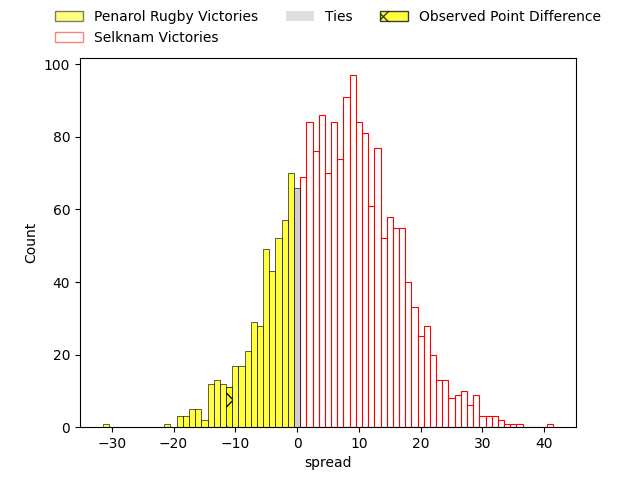 Penarol Rugby Victories
Ties
Observed Point Difference
Selknam Victories
100
80
60
40
20
0
Count
−30
−20
−10
0
10
20
30
40
spread